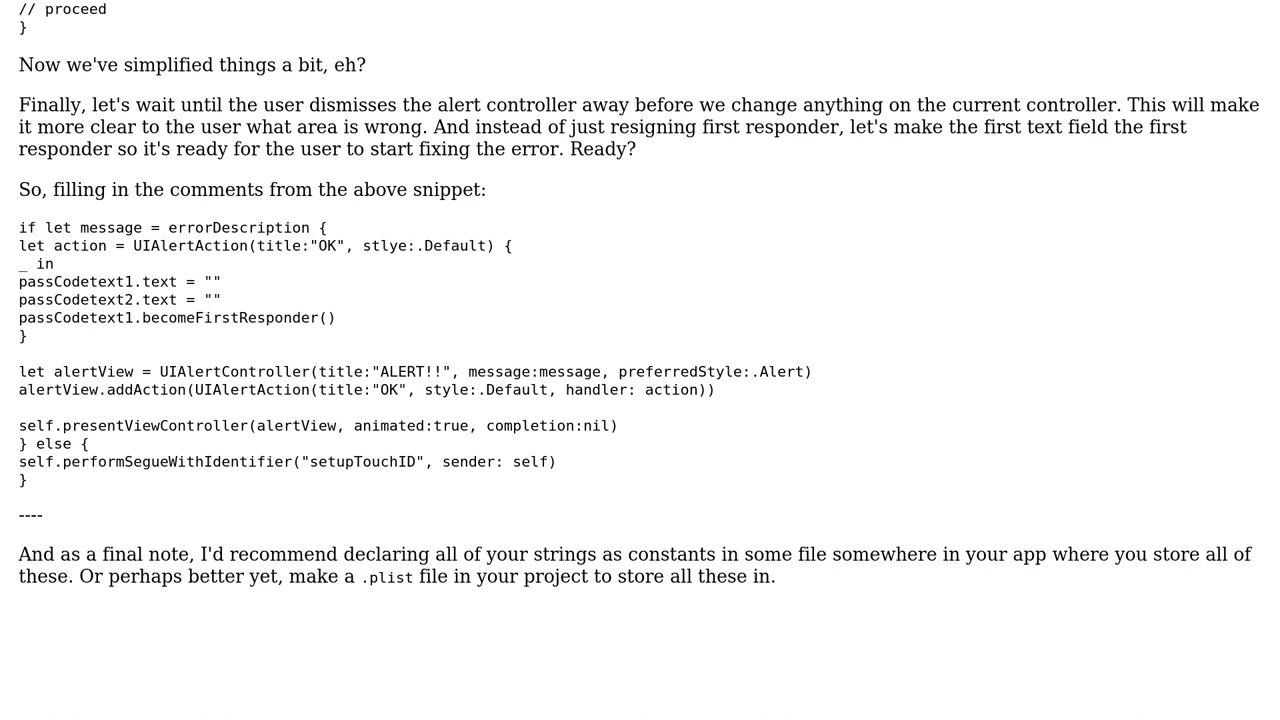 // proceed
}
Now we've simplified things a bit, eh?
Finally, let's wait until the user dismisses the alert controller away before we change anything on the current controller. This will make
it more clear to the user what area is wrong. And instead of just resigning first responder, let's make the first text field the first
responder so it's ready for the user to start fixing the error. Ready?
So, filling in the comments from the above snippet:
if let message = errorDescription {
let action = UIAlertAction(title:"OK", stlye:.Default) {
_ in
passCodetext1.text = ""
passCodetext2.text = ""
passCodetext1.becomeFirstResponder()
}
let alertView = UIAlertController(title:"ALERT!!", message:message, preferredStyle:.Alert)
alertView.addAction(UIAlertAction(title:"OK", style:.Default, handler: action))
self.presentViewController(alertView, animated:true, completion:nil)
} else {
self.performSegueWithIdentifier("setupTouchID", sender: self)
}
----
And as a final note, I'd recommend declaring all of your strings as constants in some file somewhere in your app where you store all of
these. Or perhaps better yet, make a .plist file in your project to store all these in.